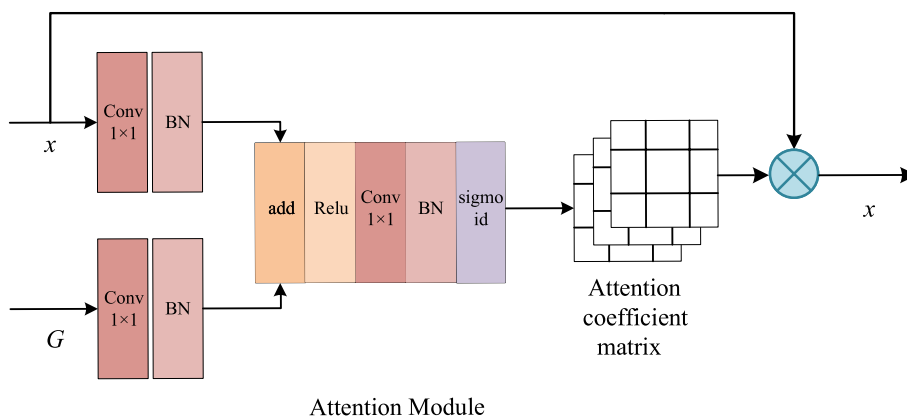 x
Conv
1×1
BN
G
Conv
1×1
BN
add
Relu
Conv
1×1
BN
sigmo
id
Attention
coefficient
matrix
x
Attention Module